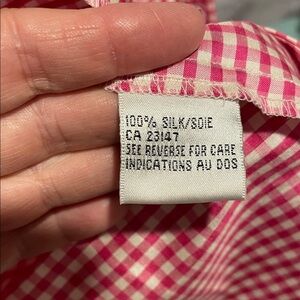 100% SILK/SOIE
CA 23147
SEE REVERSE FOR CARE
INDICATIONS AU DOS